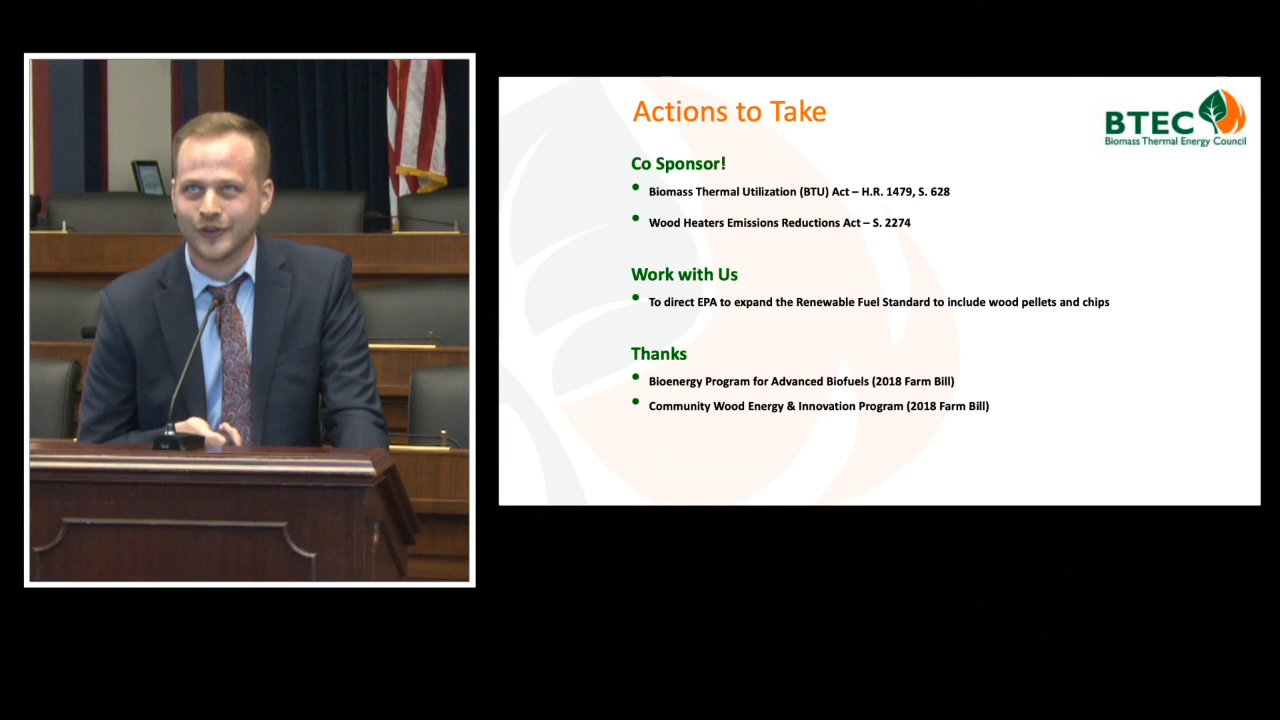 Actions to Take
BTEC
Biomass Thermal Energy Council
Co Sponsor!
Biomass Thermal Utilization (BTU) Act – H.R. 1479, S. 628
Wood Heaters Emissions Reductions Act – S. 2274
Work with Us
To direct EPA to expand the Renewable Fuel Standard to include wood pellets and chips
Thanks
Bioenergy Program for Advanced Biofuels (2018 Farm Bill)
Community Wood Energy & Innovation Program (2018 Farm Bill)